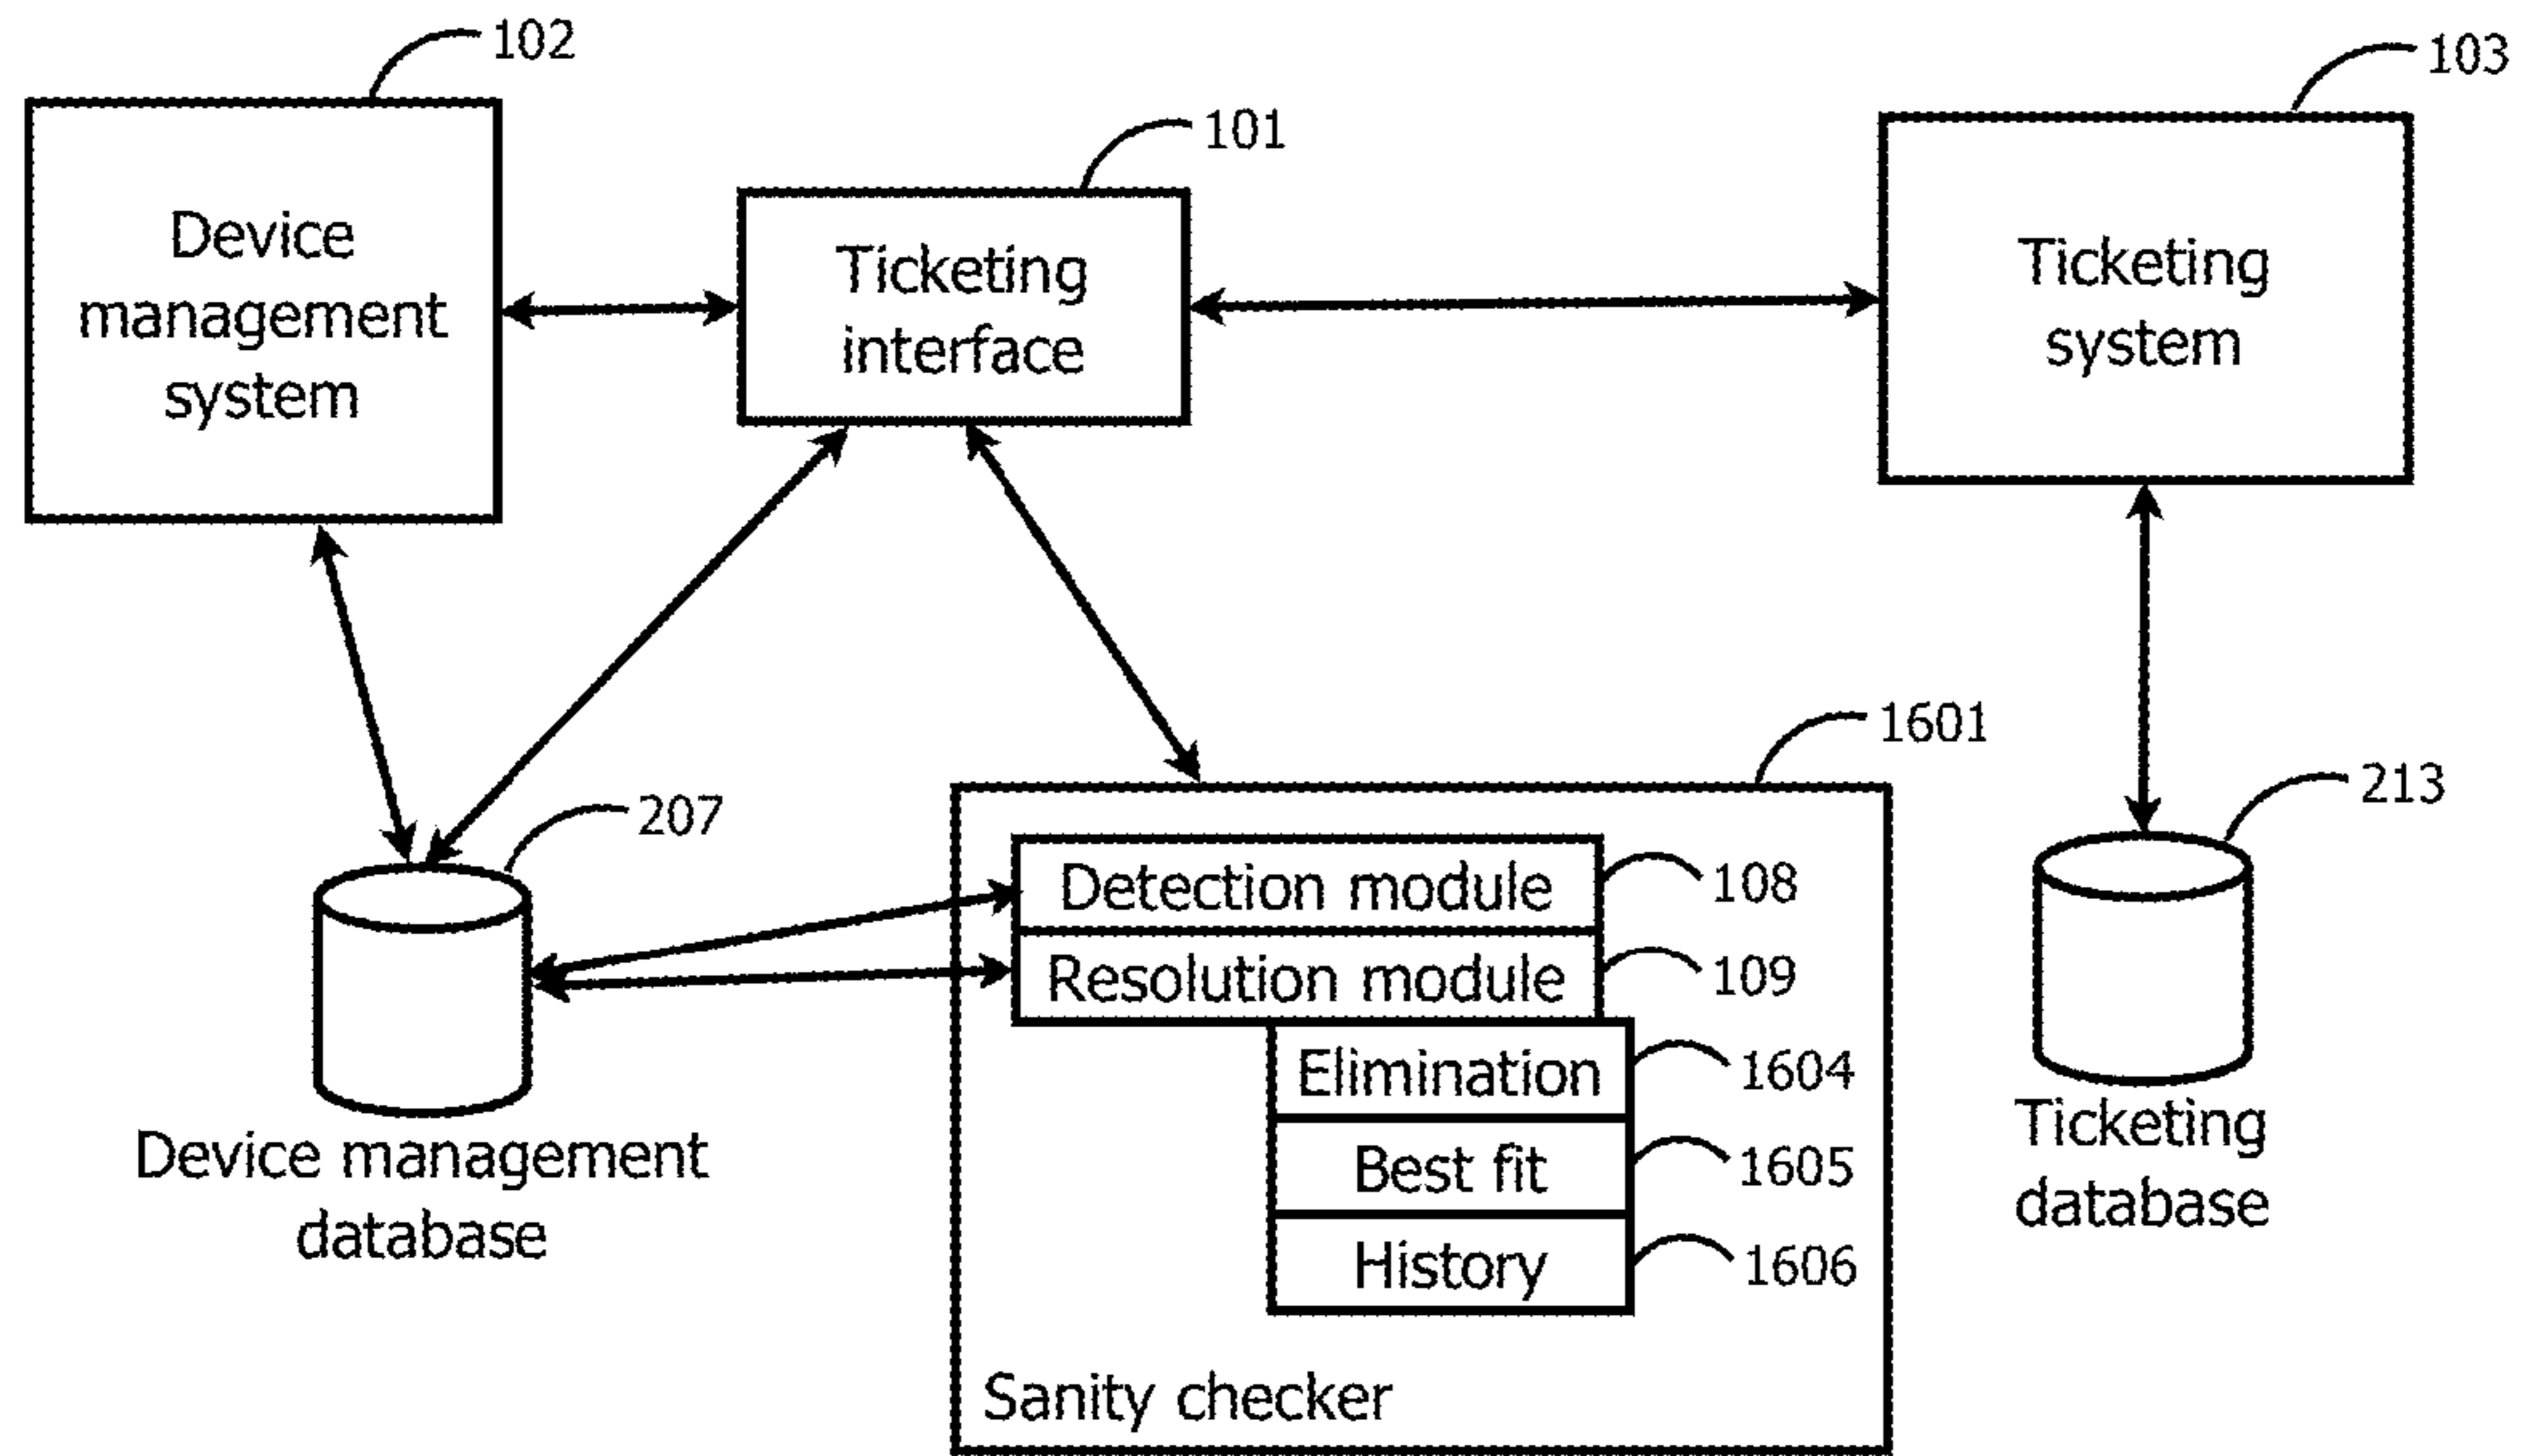 102
103
101
Device
management
system
Ticketing
interface
Ticketing
system
1601
207
213
Detection module
108
Resolution module
109
Elimination
1604
Best fit
1605
History
1606
Device management
database
Ticketing
database
Sanity checker